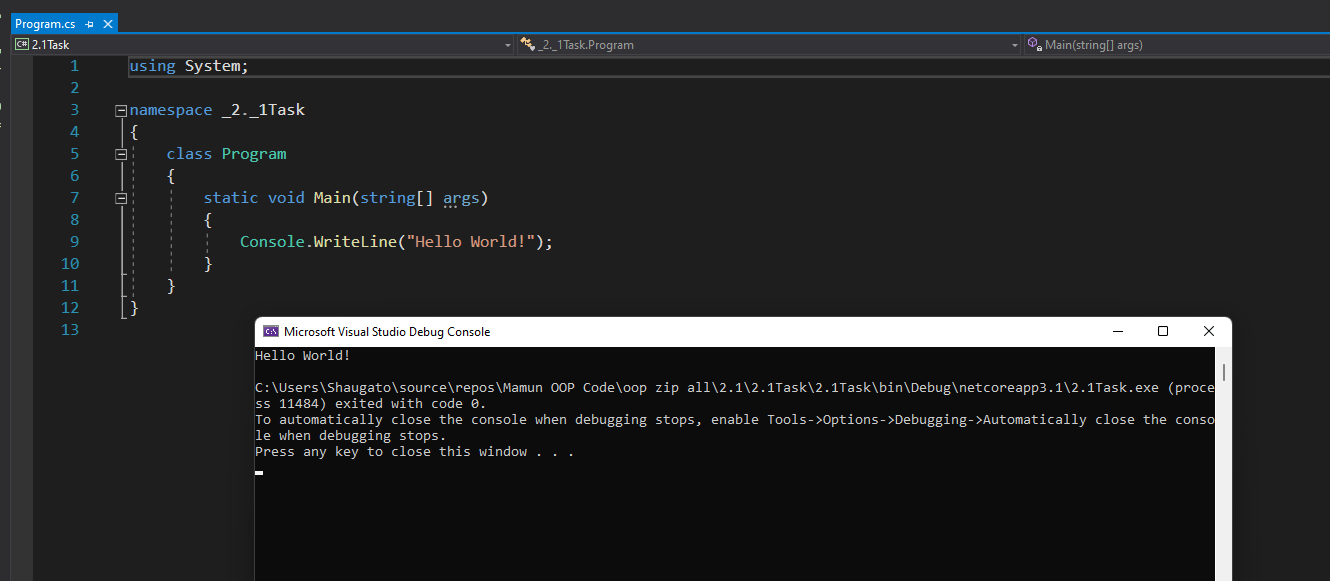 Program.cs
C# 2.1Task
_2._1Task.Program
Main(string[] args)
1 using System;
2
3 namespace _2._1Task
4 {
5 class Program
6 {
7 static void Main(string[] args)
8 {
9 Console.WriteLine("Hello World!");
10 }
11 }
12 }
13
C:\ Microsoft Visual Studio Debug Console
Hello World!
C:\Users\Shaugato\source\repos\Mamun OOP Code\oop zip all\2.1\2.1Task\2.1Task\bin\Debug\netcoreapp3.1\2.1Task.exe (proce
ss 11484) exited with code 0.
To automatically close the console when debugging stops, enable Tools->Options->Debugging->Automatically close the conso
le when debugging stops.
Press any key to close this window . . .